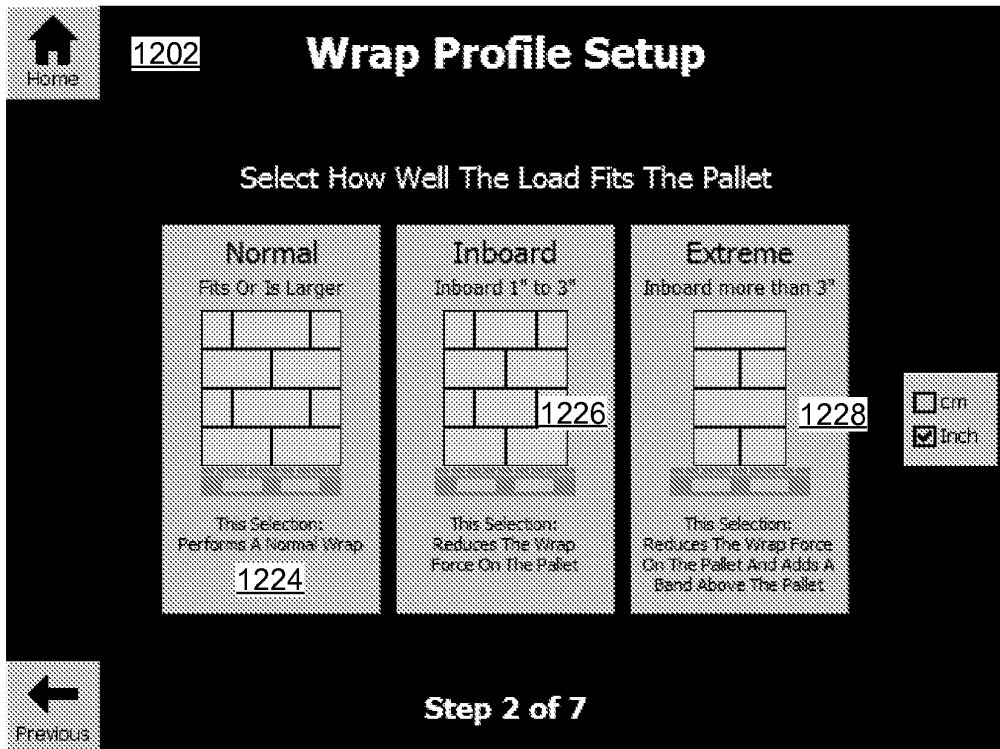 Home
1202
Wrap Profile Setup
Select How Well The Load Fits The Pallet
Normal
Fits Or Is Larger
This Selection:
Performs A Normal Wrap
1224
Inboard
Inboard 1" to 3"
1226
This Selection:
Reduces The Wrap
Force On The Pallet
Extreme
Inboard more than 3"
1228
This Selection:
Reduces The Wrap Force
On The Pallet And Adds A
Band Above The Pallet
cm
Inch
Previous
Step 2 of 7